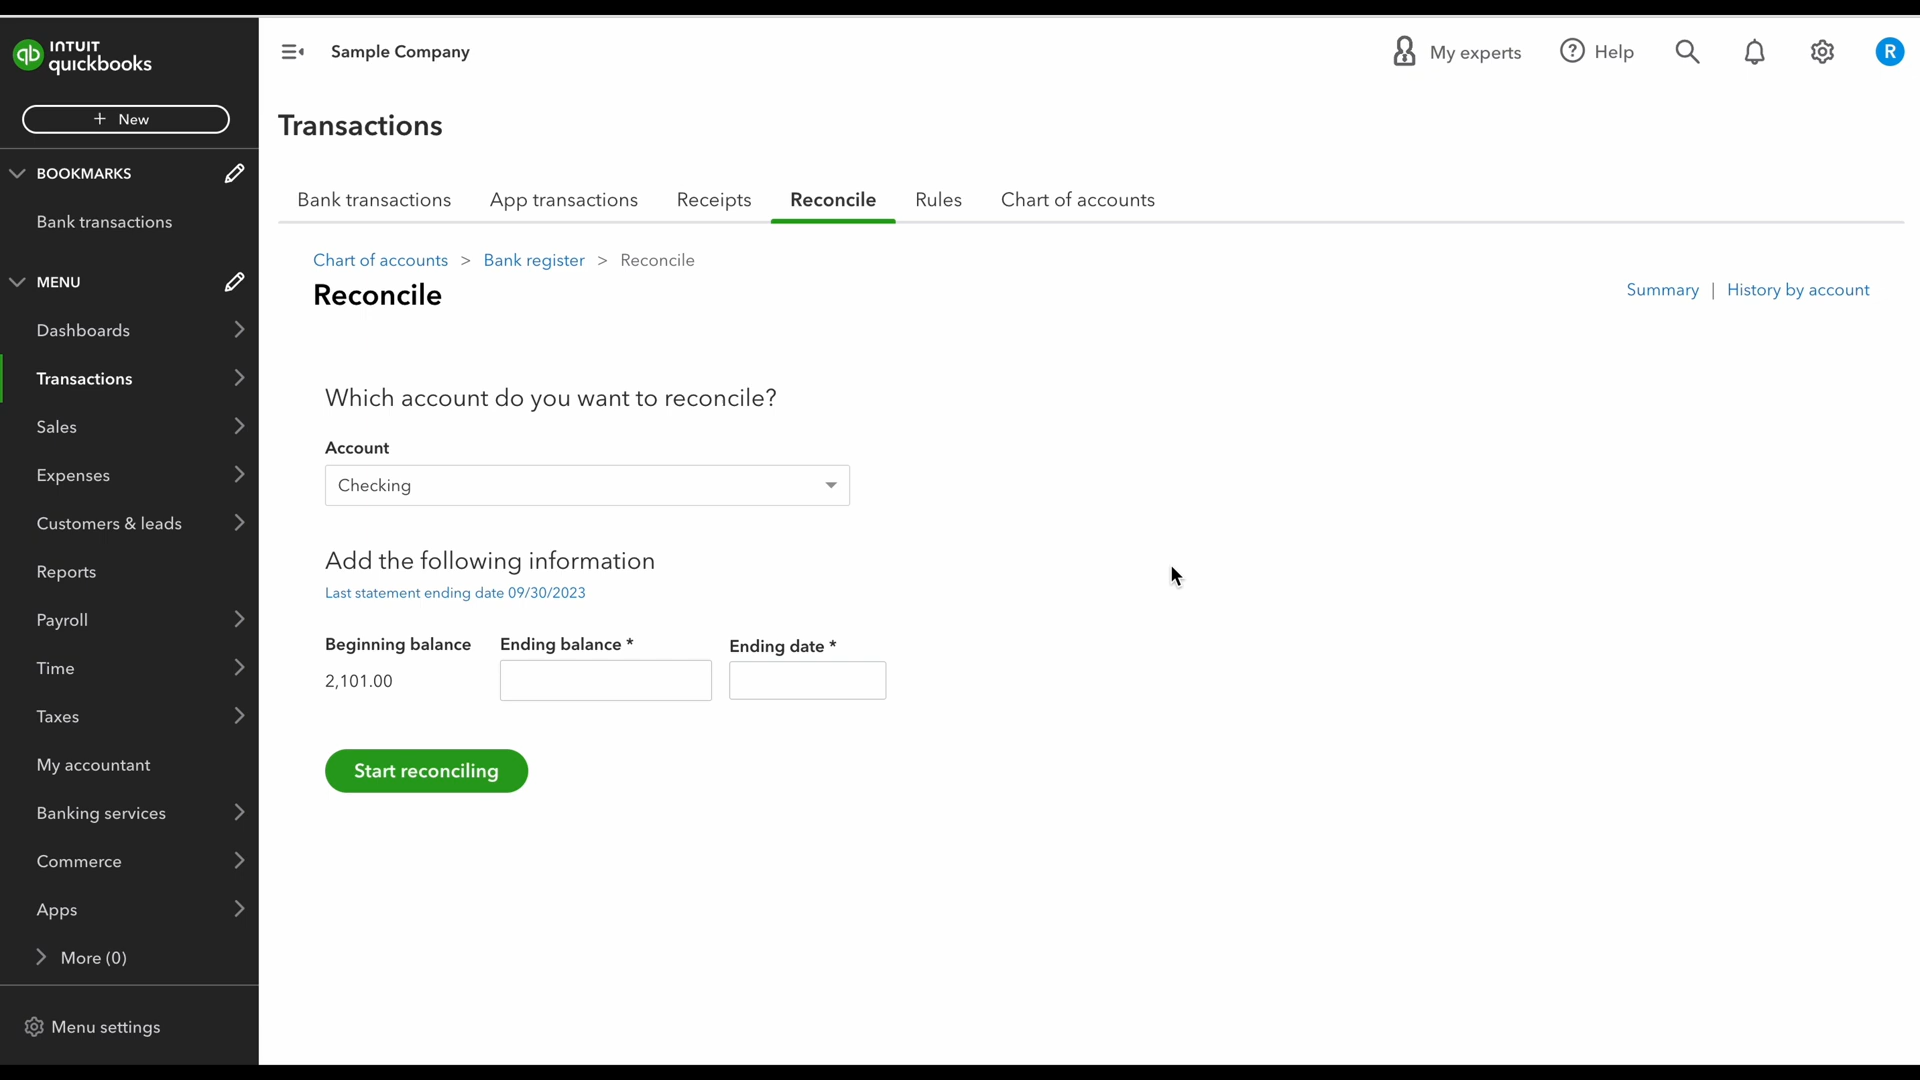 INTUIT
quickbooks
Sample Company
My experts
Help
R
+ New
Transactions
BOOKMARKS
Bank transactions
Bank transactions
App transactions
Receipts
Reconcile
Rules
Chart of accounts
Chart of accounts > Bank register > Reconcile
Reconcile
Summary | History by account
MENU
Dashboards
Transactions
Sales
Expenses
Customers & leads
Reports
Payroll
Time
Taxes
My accountant
Banking services
Commerce
Apps
More (0)
Menu settings
Which account do you want to reconcile?
Account
Checking
Add the following information
Last statement ending date 09/30/2023
Beginning balance
Ending balance *
Ending date *
2,101.00
Start reconciling